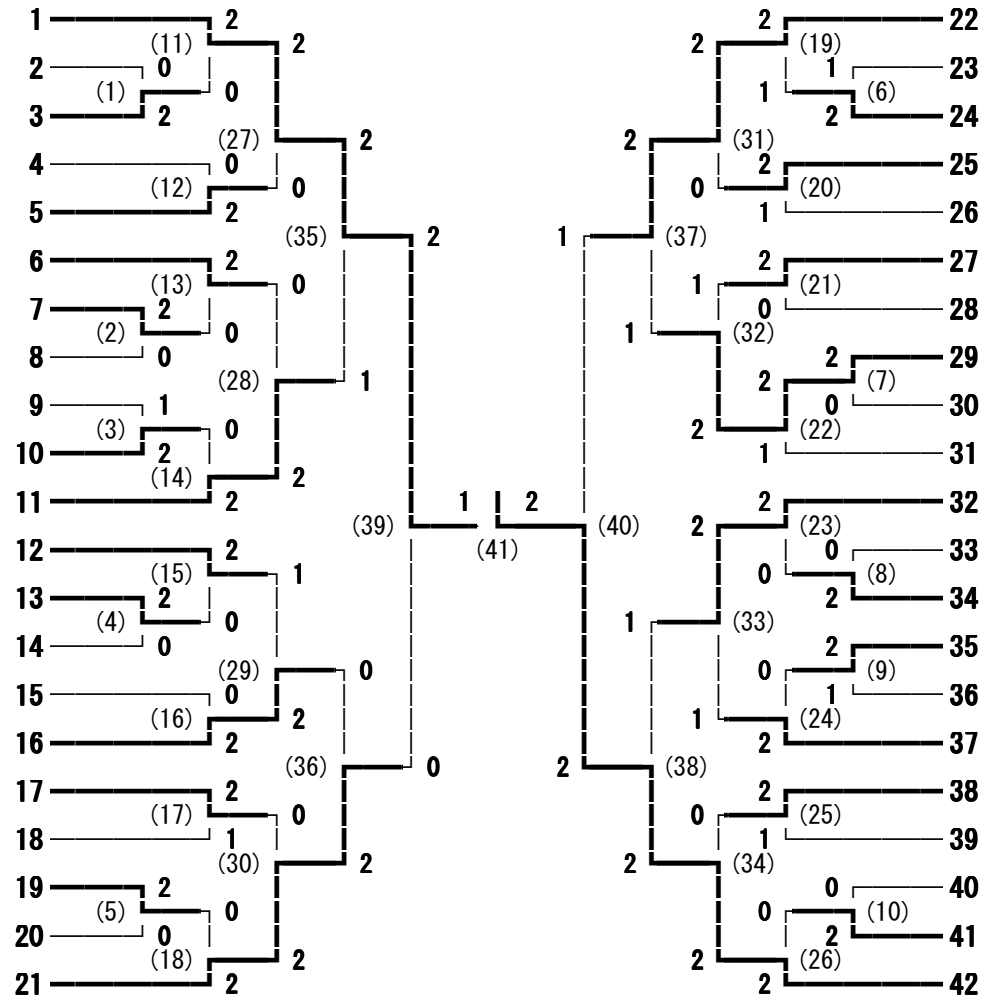 1 2 2 22
(11) 2 2 (19)
2 0 1 23
(1) 0 1 (6)
3 2 2 24
(27) 2 2 (31)
4 0 2 25
(12) 0 0 (20)
5 2 1 26
(35) 2 1 (37)
6 2 2 27
(13) 0 1 (21)
7 2 0 28
(2) 0 1 (32)
8 0 2 29
(28) 1 2 (7)
9 1 0 30
(3) 0 2 (22)
10 2 1 31
(14) 2
11 2 1 2 2 32
(39) (40) 2 (23)
12 2 (41) 0 33
(15) 1 0 (8)
13 2 2 34
(4) 0 1 (33)
14 0 2 35
(29) 0 0 (9)
15 0 1 36
(16) 2 1 (24)
16 2 2 37
(36) 0 2 (38)
17 2 2 38
(17) 0 0 (25)
18 1 1 39
(30) 2 2 (34)
19 2 0 40
(5) 0 0 (10)
20 0 2 41
(18) 2 2 (26)
21 2 2 42